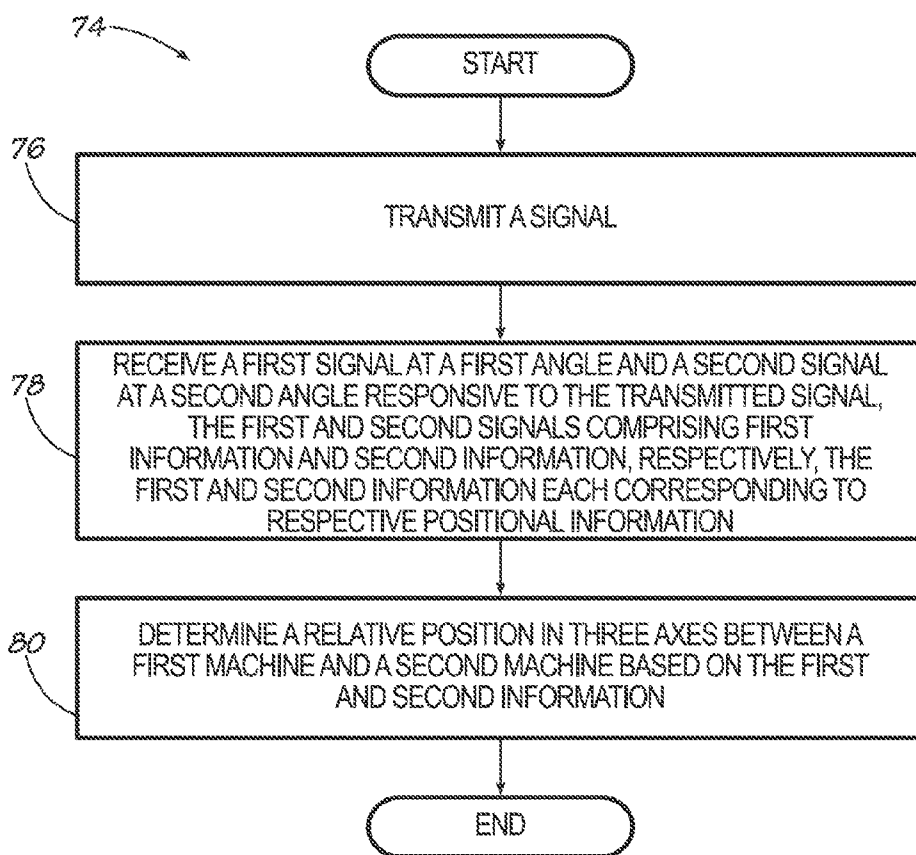 74
START
76
TRANSMIT A SIGNAL
78
RECEIVE A FIRST SIGNAL AT A FIRST ANGLE AND A SECOND SIGNAL
AT A SECOND ANGLE RESPONSIVE TO THE TRANSMITTED SIGNAL,
THE FIRST AND SECOND SIGNALS COMPRISING FIRST
INFORMATION AND SECOND INFORMATION, RESPECTIVELY, THE
FIRST AND SECOND INFORMATION EACH CORRESPONDING TO
RESPECTIVE POSITIONAL INFORMATION
80
DETERMINE A RELATIVE POSITION IN THREE AXES BETWEEN A
FIRST MACHINE AND A SECOND MACHINE BASED ON THE FIRST
AND SECOND INFORMATION
END